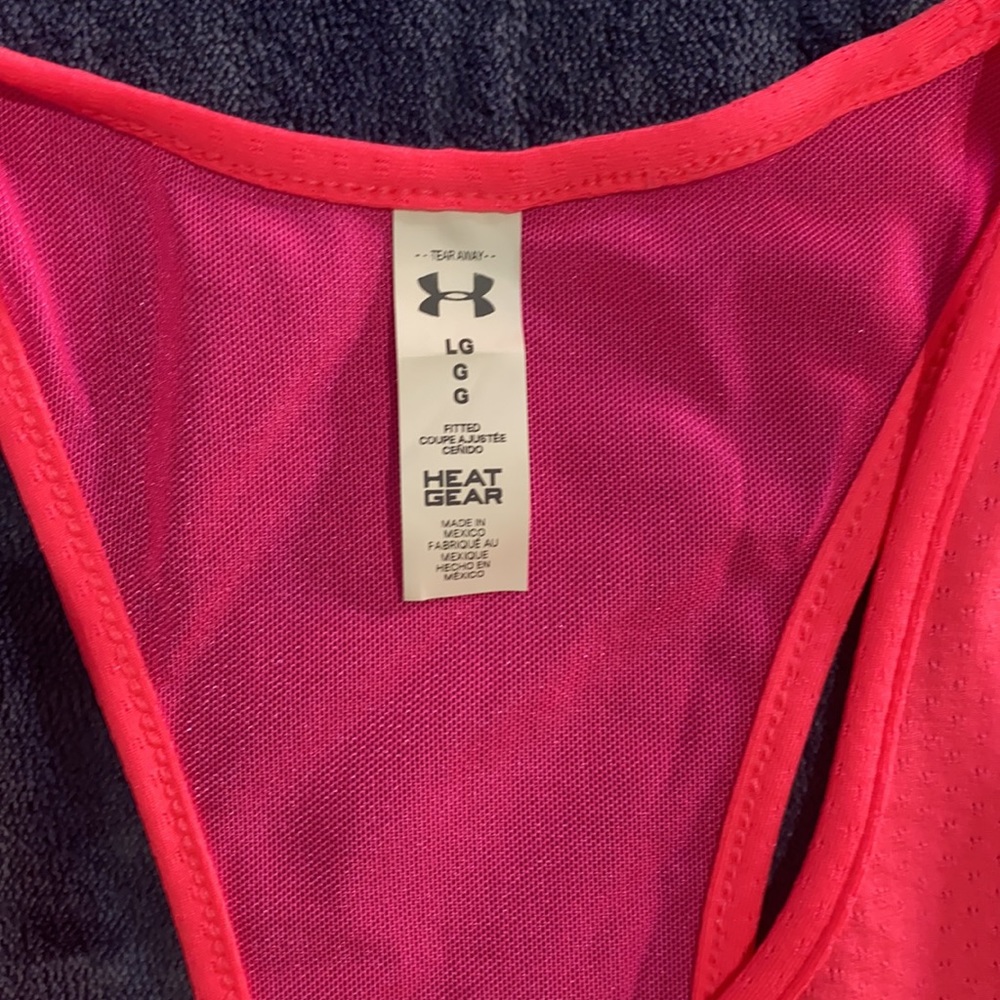 - - TEAR AWAY - -
LG
G
G
FITTED
COUPE AJUSTÉE
CEÑIDO
HEAT
GEAR
MADE IN
MEXICO
FABRIQUÉ AU
MEXIQUE
HECHO EN
MÉXICO